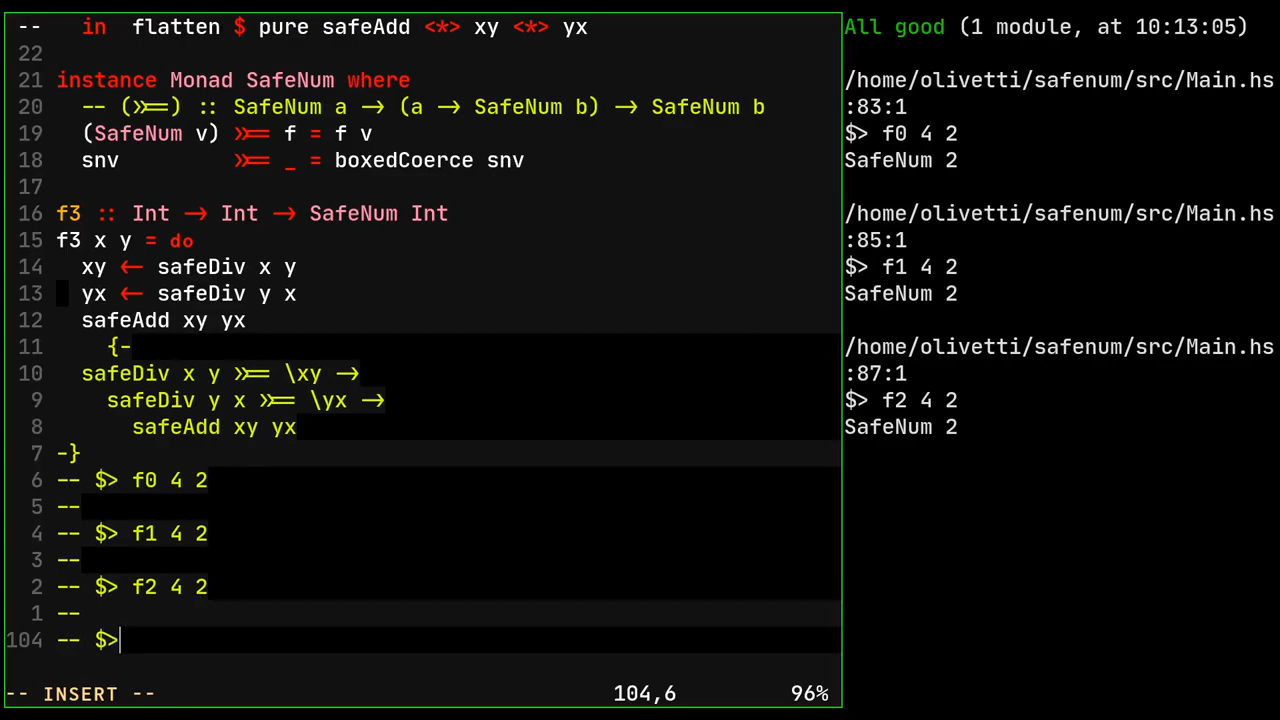 --    in  flatten $ pure safeAdd <*> xy <*> yx
22
21 instance Monad SafeNum where
20   -- (>>=) :: SafeNum a -> (a -> SafeNum b) -> SafeNum b
19   (SafeNum v) >>= f = f v
18   snv         >>= _ = boxedCoerce snv
17
16 f3 :: Int -> Int -> SafeNum Int
15 f3 x y = do
14   xy <- safeDiv x y
13   yx <- safeDiv y x
12   safeAdd xy yx
11     {-
10   safeDiv x y >>= \xy ->
9     safeDiv y x >>= \yx ->
8       safeAdd xy yx
7 -}
6 -- $> f0 4 2
5 --
4 -- $> f1 4 2
3 --
2 -- $> f2 4 2
1 --
104 -- $>
-- INSERT --                    104,6         96%
All good (1 module, at 10:13:05)
/home/olivetti/safenum/src/Main.hs
:83:1
$> f0 4 2
SafeNum 2
/home/olivetti/safenum/src/Main.hs
:85:1
$> f1 4 2
SafeNum 2
/home/olivetti/safenum/src/Main.hs
:87:1
$> f2 4 2
SafeNum 2